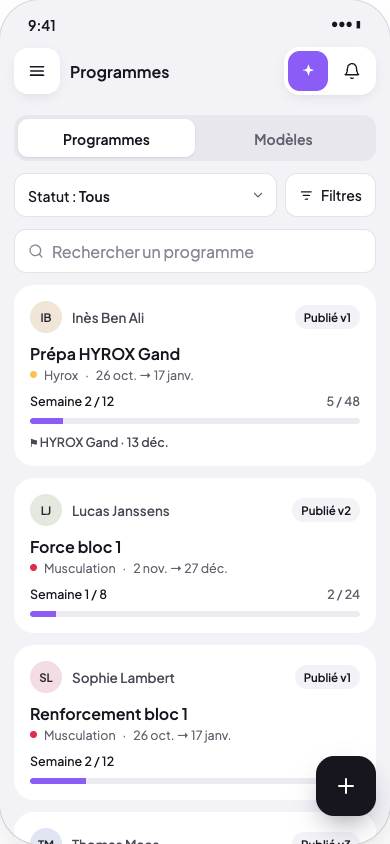 9:41
Programmes
Programmes
Modèles
Statut : Tous
Filtres
Rechercher un programme
IB
Inès Ben Ali
Publié v1
Prépa HYROX Gand
Hyrox · 26 oct. → 17 janv.
Semaine 2 / 12
5 / 48
HYROX Gand · 13 déc.
LJ
Lucas Janssens
Publié v2
Force bloc 1
Musculation · 2 nov. → 27 déc.
Semaine 1 / 8
2 / 24
SL
Sophie Lambert
Publié v1
Renforcement bloc 1
Musculation · 26 oct. → 17 janv.
Semaine 2 / 12
TM
Thomas